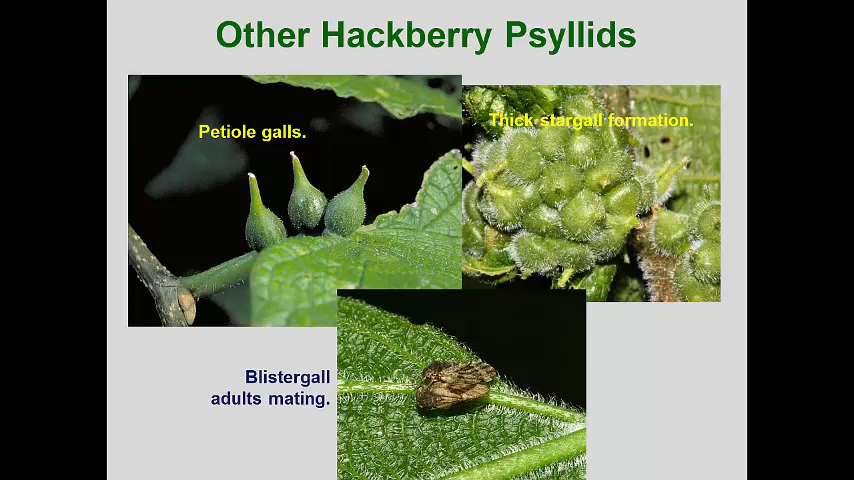 Other Hackberry Psyllids
Petiole galls.
Thick stargall formation.
Blistergall
adults mating.